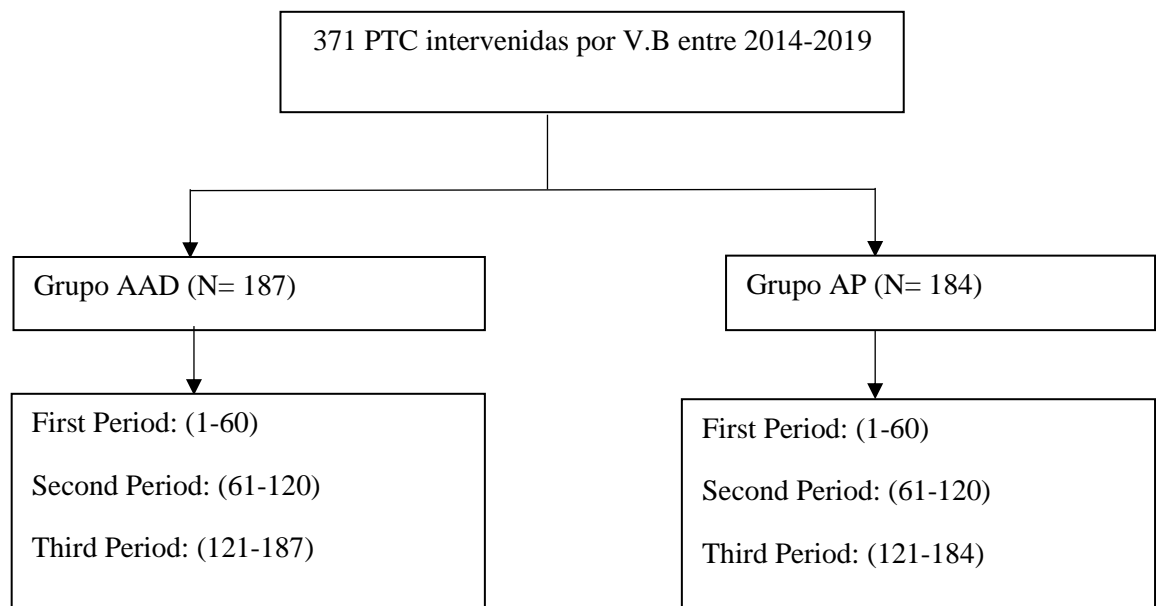 371 PTC intervenidas por V.B entre 2014-2019
Grupo AAD (N= 187)
Grupo AP (N= 184)
First Period: (1-60)
Second Period: (61-120)
Third Period: (121-187)
First Period: (1-60)
Second Period: (61-120)
Third Period: (121-184)